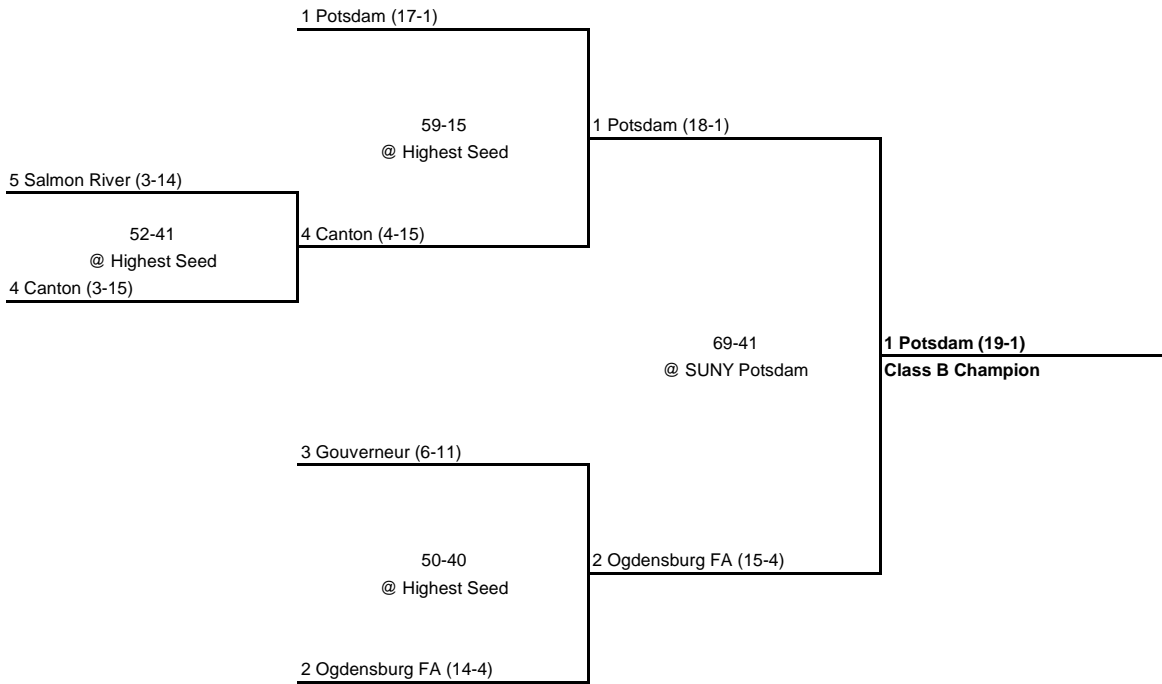 1 Potsdam (17-1)
59-15
@ Highest Seed
1 Potsdam (18-1)
5 Salmon River (3-14)
52-41
@ Highest Seed
4 Canton (4-15)
4 Canton (3-15)
69-41
@ SUNY Potsdam
1 Potsdam (19-1)
Class B Champion
3 Gouverneur (6-11)
50-40
@ Highest Seed
2 Ogdensburg FA (15-4)
2 Ogdensburg FA (14-4)